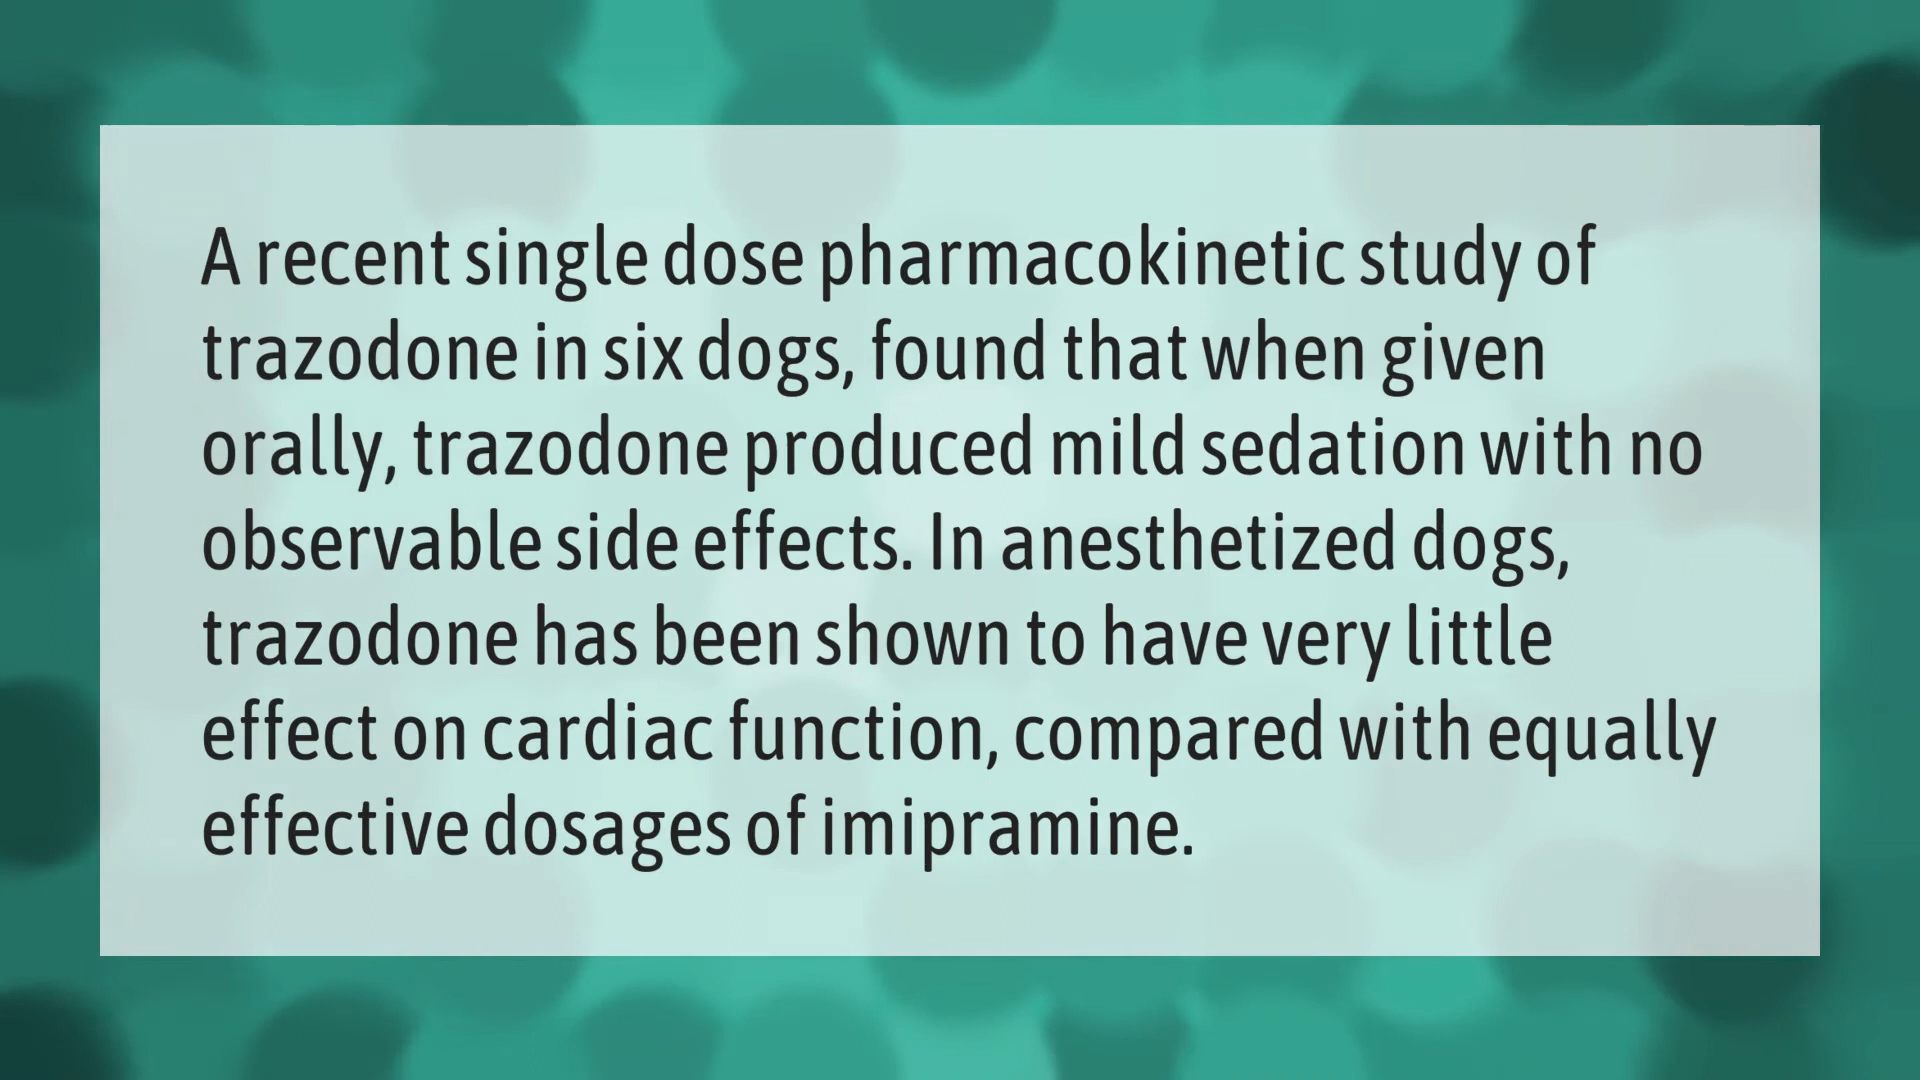 A recent single dose pharmacokinetic study of
trazodone in six dogs, found that when given
orally, trazodone produced mild sedation with no
observable side effects. In anesthetized dogs,
trazodone has been shown to have very little
effect on cardiac function, compared with equally
effective dosages of imipramine.